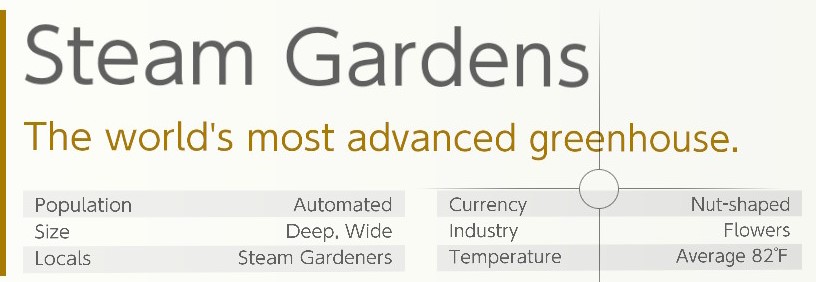 Steam Gardens
The world's most advanced greenhouse.
Population Automated
Size Deep, Wide
Locals Steam Gardeners
Currency Nut-shaped
Industry Flowers
Temperature Average 82°F